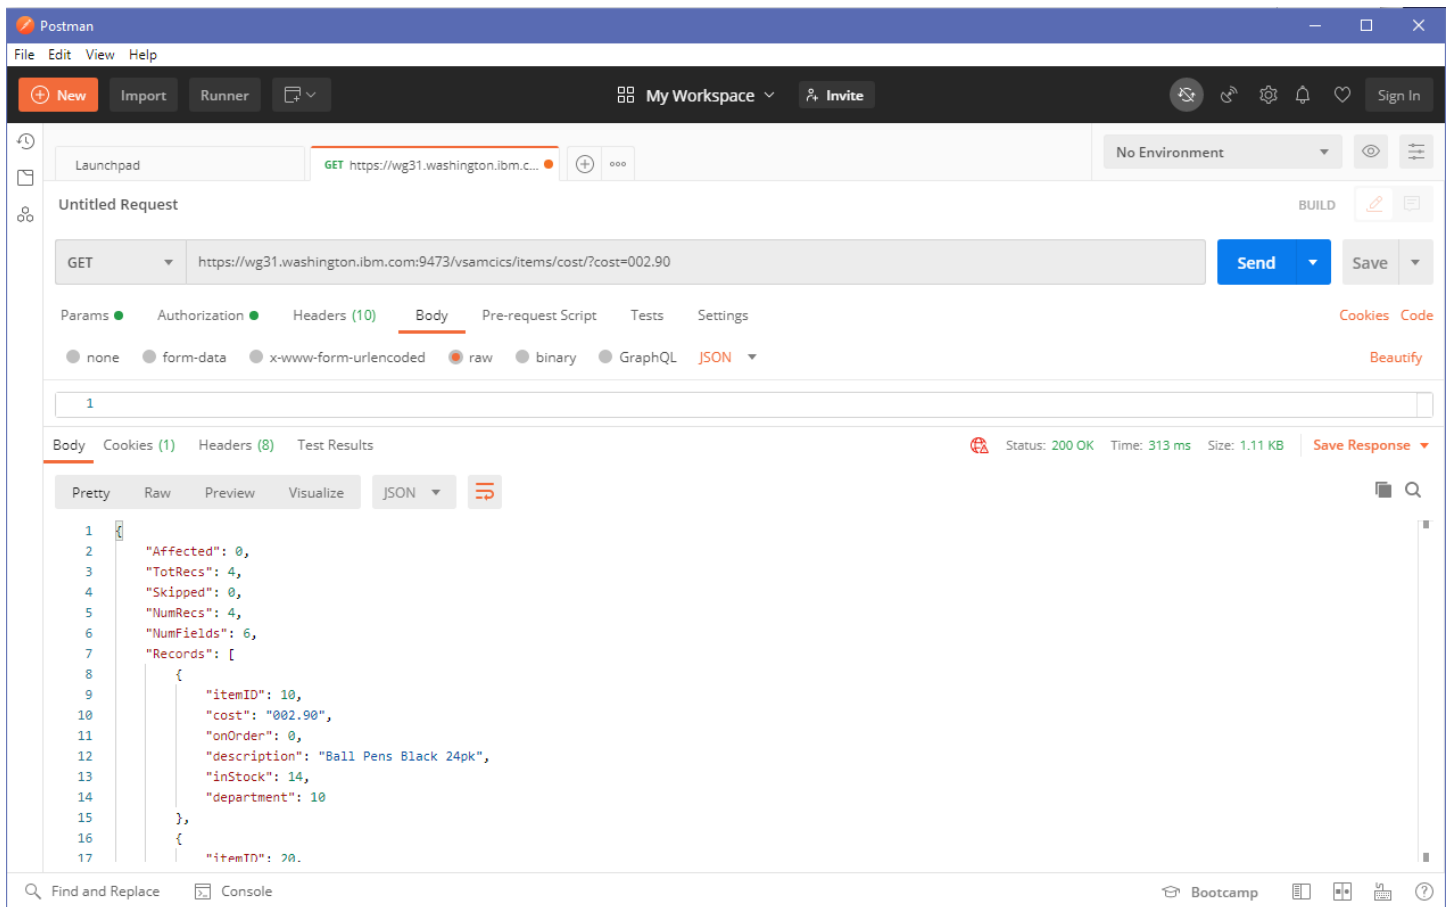 Postman
File Edit View Help
New Import Runner My Workspace Invite Sign In
Launchpad GET https://wg31.washington.ibm.c... No Environment
Untitled Request BUILD
GET https://wg31.washington.ibm.com:9473/vsamcics/items/cost/?cost=002.90 Send Save
Params Authorization Headers (10) Body Pre-request Script Tests Settings Cookies Code
none form-data x-www-form-urlencoded raw binary GraphQL JSON Beautify
1
Body Cookies (1) Headers (8) Test Results Status: 200 OK Time: 313 ms Size: 1.11 KB Save Response
Pretty Raw Preview Visualize JSON
1 {
2 "Affected": 0,
3 "TotRecs": 4,
4 "Skipped": 0,
5 "NumRecs": 4,
6 "NumFields": 6,
7 "Records": [
8 {
9 "itemID": 10,
10 "cost": "002.90",
11 "onOrder": 0,
12 "description": "Ball Pens Black 24pk",
13 "inStock": 14,
14 "department": 10
15 },
16 {
17 "itemID": 20,
Find and Replace Console Bootcamp